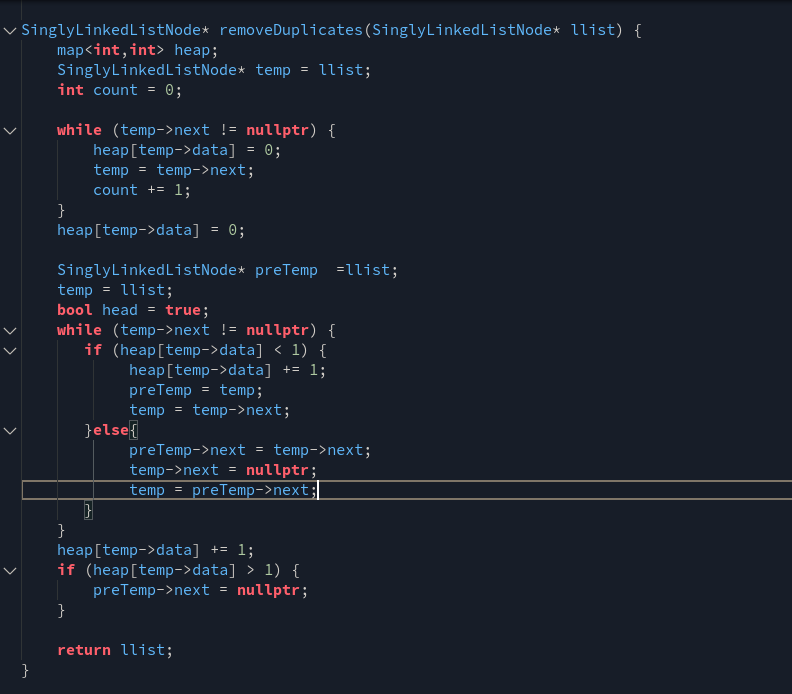 SinglyLinkedListNode* removeDuplicates(SinglyLinkedListNode* llist) {
    map<int,int> heap;
    SinglyLinkedListNode* temp = llist;
    int count = 0;

    while (temp->next != nullptr) {
        heap[temp->data] = 0;
        temp = temp->next;
        count += 1;
    }
    heap[temp->data] = 0;

    SinglyLinkedListNode* preTemp  =llist;
    temp = llist;
    bool head = true;
    while (temp->next != nullptr) {
       if (heap[temp->data] < 1) {
            heap[temp->data] += 1;
            preTemp = temp;
            temp = temp->next;
       }else{
            preTemp->next = temp->next;
            temp->next = nullptr;
            temp = preTemp->next;
       }
    }
    heap[temp->data] += 1;
    if (heap[temp->data] > 1) {
        preTemp->next = nullptr;
    }

    return llist;
}